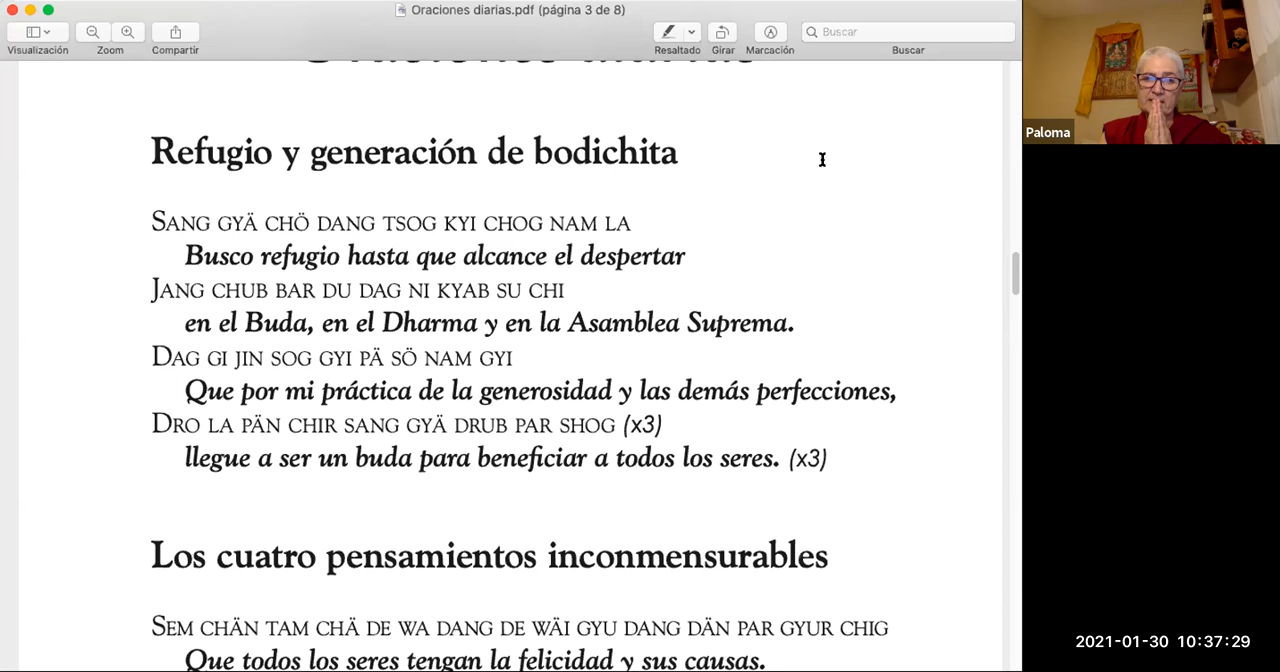 Oraciones diarias.pdf (página 3 de 8)
Visualización Zoom Compartir Resaltado Girar Marcación Buscar
Buscar
Refugio y generación de bodichita
SANG GYÄ CHÖ DANG TSOG KYI CHOG NAM LA
Busco refugio hasta que alcance el despertar
JANG CHUB BAR DU DAG NI KYAB SU CHI
en el Buda, en el Dharma y en la Asamblea Suprema.
DAG GI JIN SOG GYI PÄ SÖ NAM GYI
Que por mi práctica de la generosidad y las demás perfecciones,
DRO LA PÄN CHIR SANG GYÄ DRUB PAR SHOG (x3)
llegue a ser un buda para beneficiar a todos los seres. (x3)
Los cuatro pensamientos inconmensurables
SEM CHÄN TAM CHÄ DE WA DANG DE WÄI GYU DANG DÄN PAR GYUR CHIG
Que todos los seres tengan la felicidad y sus causas.
Paloma
2021-01-30 10:37:29